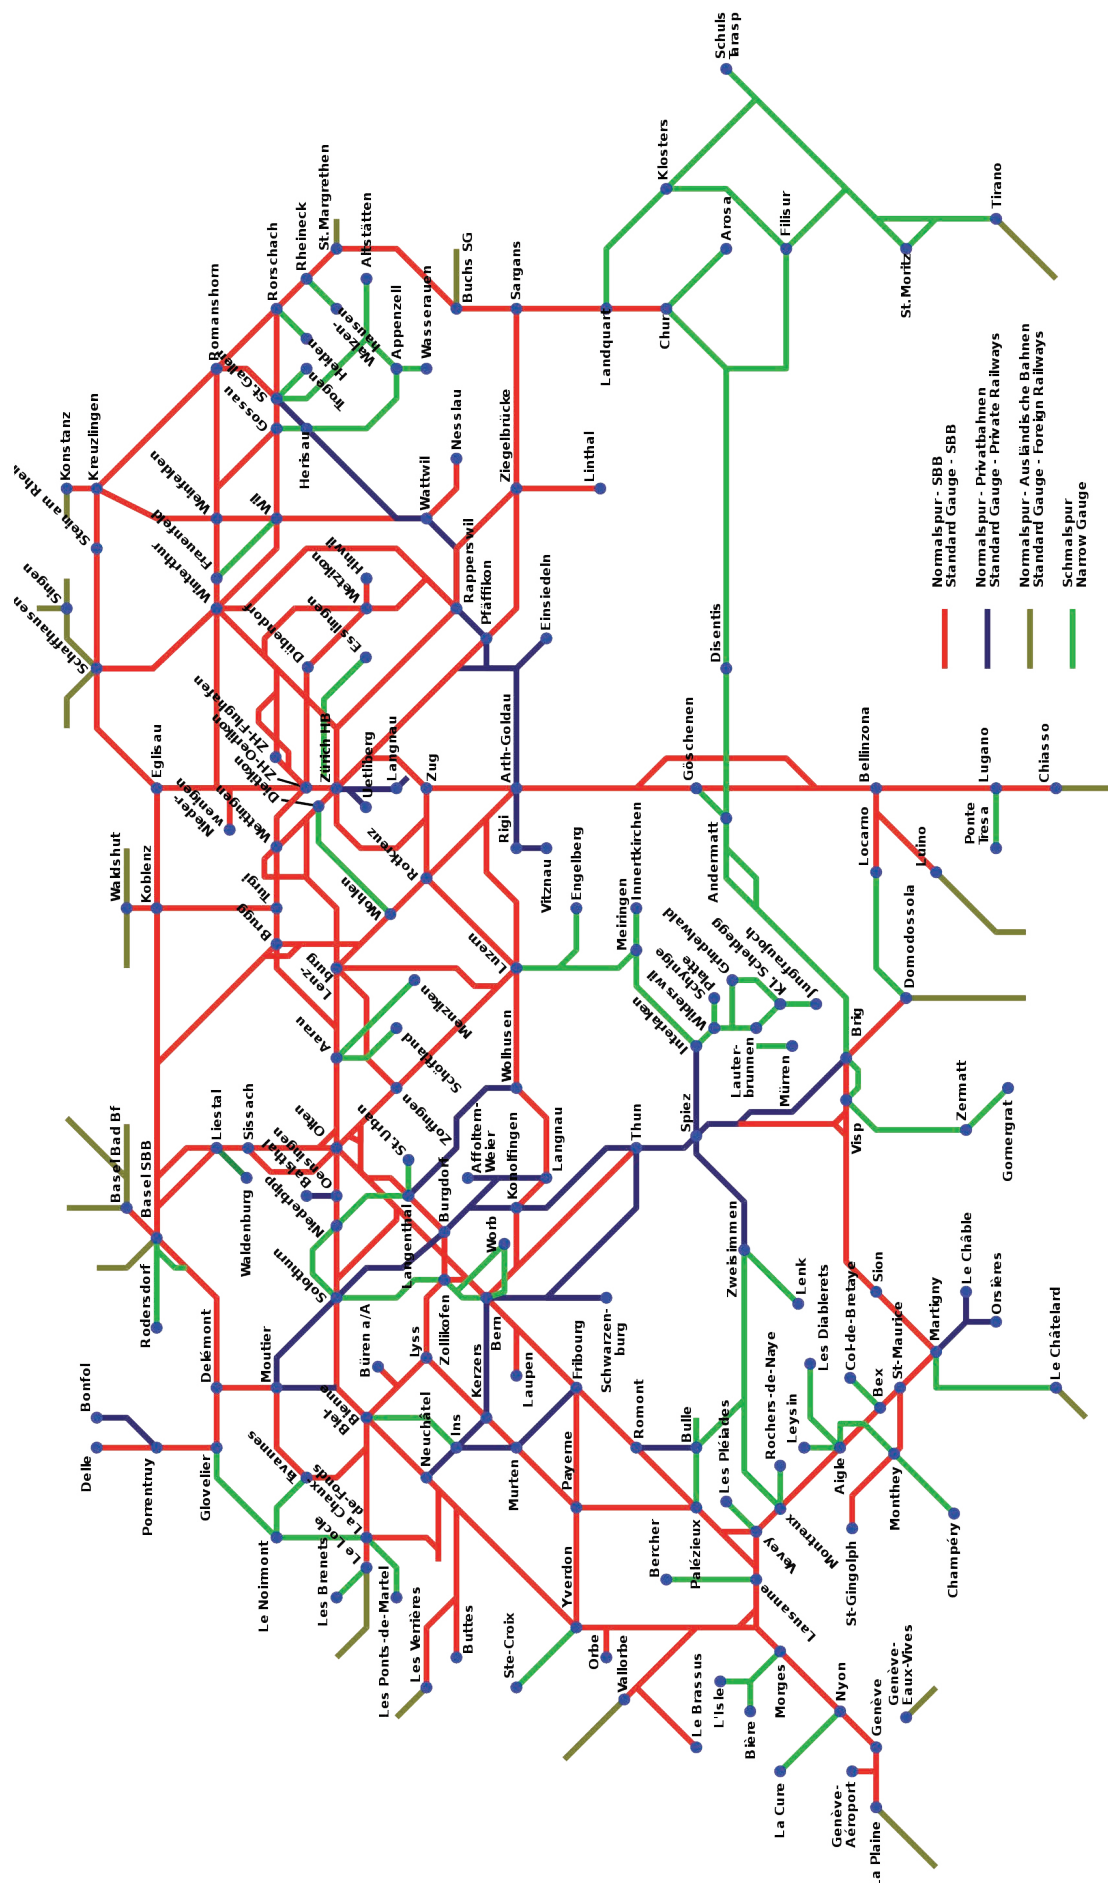 Schuls
Tarasp
Klosters
Arosa
Filisur
Tirano
St.Moritz
St.Margrethen
Altstätten
Rheineck
Rorschach
Romanshorn
Buchs SG
Sargans
Landquart
Chur
Wasserauen
Appenzell
Walzen-
hausen
Heiden
Trogen
St.Gallen
Gossau
Herisau
Konstanz
Kreuzlingen
Stein am Rhein
Singen
Schaffhausen
Weinfelden
Wil
Frauenfeld
Winterthur
Wattwil
Nesslau
Ziegelbrücke
Linthal
Hinwil
Wetzikon
Esslingen
Dübendorf
Rapperswil
Pfäffikon
Einsiedeln
Disentis
Normalspur - SBB
Standard Gauge - SBB
Normalspur - Privatbahnen
Standard Gauge - Private Railways
Normalspur - Ausländische Bahnen
Standard Gauge - Foreign Railways
Schmalspur
Narrow Gauge
Eglisau
ZH-Flughafen
ZH-Oerlikon
Dietikon
Wettingen
Nieder-
wenigen
Zürich HB
Uetliberg
Langnau
Zug
Arth-Goldau
Göschenen
Bellinzona
Lugano
Chiasso
Ponte
Tresa
Locarno
Luino
Domodossola
Andermatt
Rigi
Vitznau
Rotkreuz
Wohlen
Waldshut
Koblenz
Turgi
Brugg
Lenz-
burg
Luzern
Engelberg
Innertkirchen
Meiringen
Grindelwald
Kl. Scheidegg
Jungfraujoch
Schynige
Platte
Wilderswil
Interlaken
Lauter-
brunnen
Mürren
Brig
Visp
Zermatt
Gornergrat
Aarau
Menziken
Schöftland
Zofingen
Wolhusen
Basel Bad Bf
Basel SBB
Liestal
Sissach
Waldenburg
Rodersdorf
Olten
Oensingen
Balsthal
Niederbipp
St.Urban
Langenthal
Affoltern-
Weier
Langnau
Konolfingen
Burgdorf
Worb
Thun
Spiez
Zweisimmen
Lenk
Solothurn
Büren a/A
Lyss
Zollikofen
Bern
Schwarzen-
burg
Laupen
Kerzers
Fribourg
Delémont
Moutier
Bonfol
Delle
Porrentruy
Glovelier
Tavannes
Biel-
Bienne
Neuchâtel
Ins
Murten
Payerne
Romont
Bulle
Les Pléiades
Rochers-de-Naye
Leysin
Les Diablerets
Col-de-Bretaye
Bex
St-Maurice
Sion
Martigny
Le Châble
Orsières
Le Châtelard
Aigle
Monthey
Champéry
St-Gingolph
Montreux
Vevey
Palézieux
Bercher
Lausanne
La Chaux-
de-Fonds
Le Locle
Le Noirmont
Les Brenets
Les Ponts-de-Martel
Les Verrières
Buttes
Yverdon
Ste-Croix
Orbe
Vallorbe
Le Brassus
L'Isle
Bière
Morges
Nyon
La Cure
Genève
Genève-
Eaux-Vives
Genève-
Aéroport
La Plaine